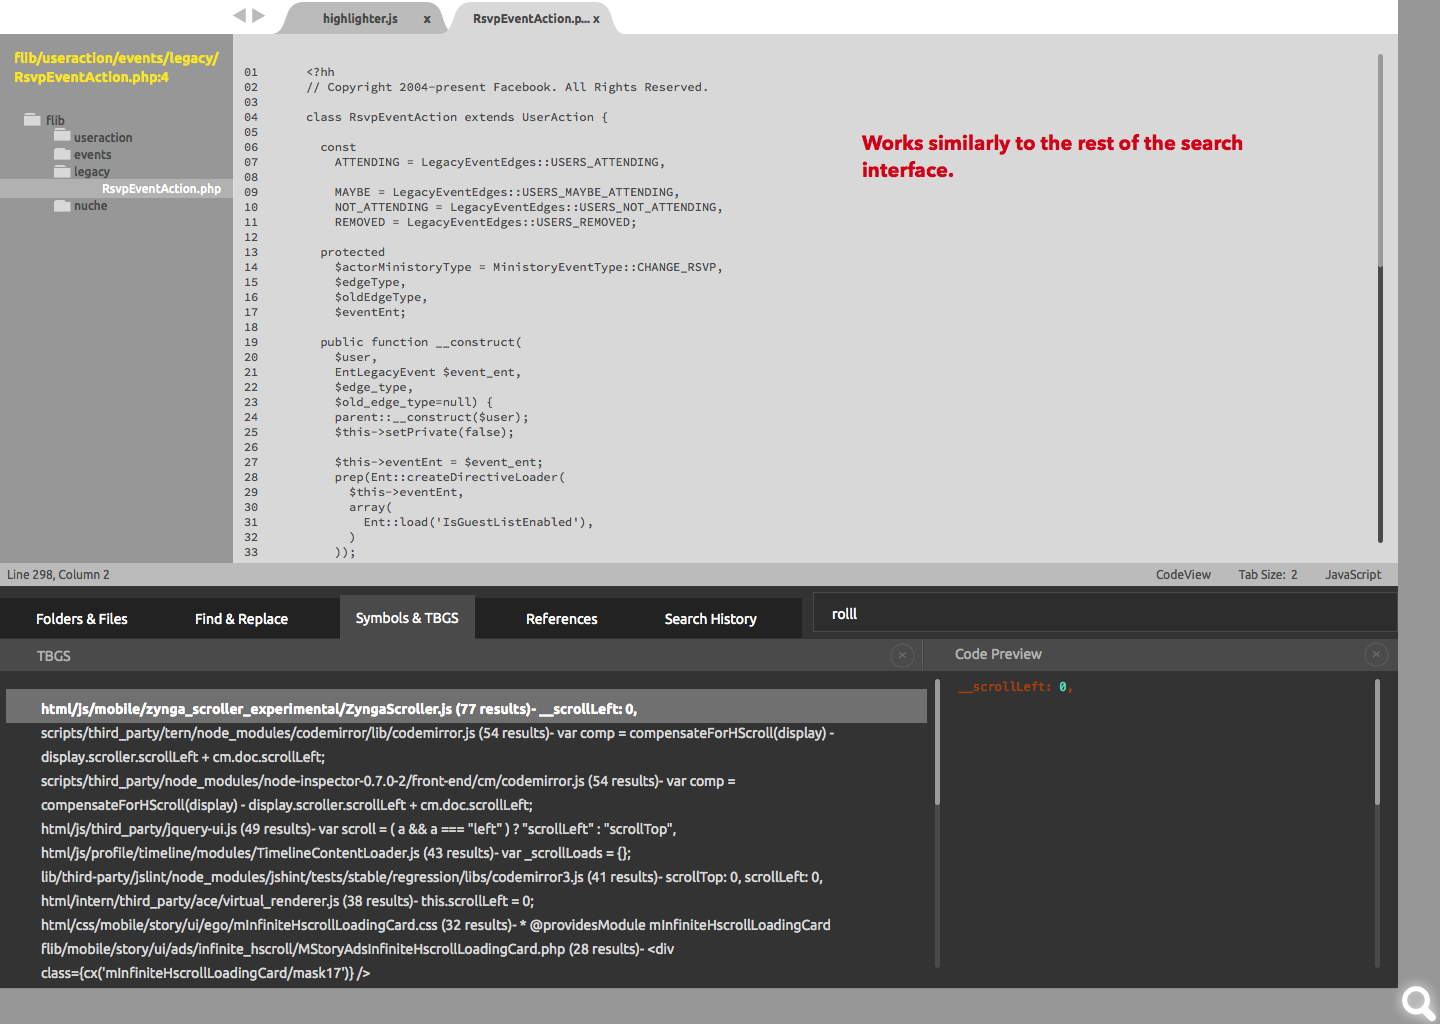 highlighter.js x RsvpEventAction.p... x
flib/useraction/events/legacy/
RsvpEventAction.php:4
flib
useraction
events
legacy
RsvpEventAction.php
nuche
01 <?hh
02 // Copyright 2004-present Facebook. All Rights Reserved.
03
04 class RsvpEventAction extends UserAction {
05
06 const
07 ATTENDING = LegacyEventEdges::USERS_ATTENDING,
08
09 MAYBE = LegacyEventEdges::USERS_MAYBE_ATTENDING,
10 NOT_ATTENDING = LegacyEventEdges::USERS_NOT_ATTENDING,
11 REMOVED = LegacyEventEdges::USERS_REMOVED;
12
13 protected
14 $actorMinistoryType = MinistoryEventType::CHANGE_RSVP,
15 $edgeType,
16 $oldEdgeType,
17 $eventEnt;
18
19 public function __construct(
20 $user,
21 EntLegacyEvent $event_ent,
22 $edge_type,
23 $old_edge_type=null) {
24 parent::__construct($user);
25 $this->setPrivate(false);
26
27 $this->eventEnt = $event_ent;
28 prep(Ent::createDirectiveLoader(
29 $this->eventEnt,
30 array(
31 Ent::load('IsGuestListEnabled'),
32 )
33 ));
Works similarly to the rest of the search
interface.
Line 298, Column 2 CodeView Tab Size: 2 JavaScript
Folders & Files Find & Replace Symbols & TBGS References Search History rolll
TBGS
html/js/mobile/zynga_scroller_experimental/ZyngaScroller.js (77 results)- __scrollLeft: 0,
scripts/third_party/tern/node_modules/codemirror/lib/codemirror.js (54 results)- var comp = compensateForHScroll(display) -
display.scroller.scrollLeft + cm.doc.scrollLeft;
scripts/third_party/node_modules/node-inspector-0.7.0-2/front-end/cm/codemirror.js (54 results)- var comp =
compensateForHScroll(display) - display.scroller.scrollLeft + cm.doc.scrollLeft;
html/js/third_party/jquery-ui.js (49 results)- var scroll = ( a && a === "left" ) ? "scrollLeft" : "scrollTop",
html/js/profile/timeline/modules/TimelineContentLoader.js (43 results)- var _scrollLoads = {};
lib/third-party/jslint/node_modules/jshint/tests/stable/regression/libs/codemirror3.js (41 results)- scrollTop: 0, scrollLeft: 0,
html/intern/third_party/ace/virtual_renderer.js (38 results)- this.scrollLeft = 0;
html/css/mobile/story/ui/ego/mInfiniteHscrollLoadingCard.css (32 results)- * @providesModule mInfiniteHscrollLoadingCard
flib/mobile/story/ui/ads/infinite_hscroll/MStoryAdsInfiniteHscrollLoadingCard.php (28 results)- <div
class={cx('mInfiniteHscrollLoadingCard/mask17')} />
Code Preview
__scrollLeft: 0,